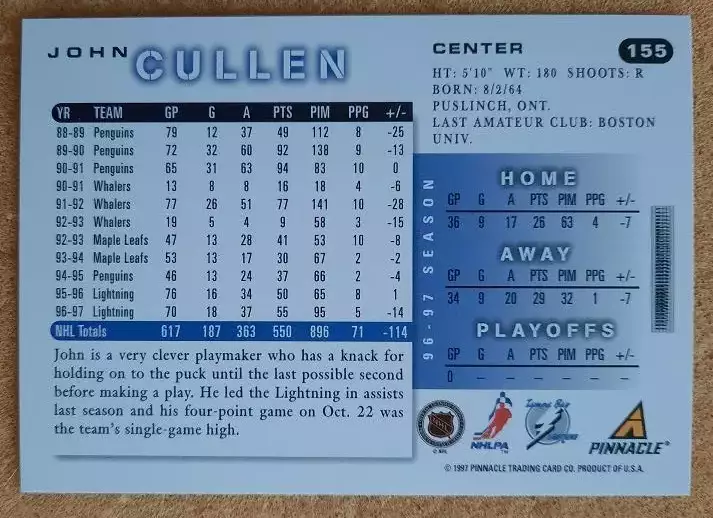 JOHN CULLEN
CENTER
155
HT: 5'10" WT: 180 SHOOTS: R
BORN: 8/2/64
PUSLINCH, ONT.
LAST AMATEUR CLUB: BOSTON
UNIV.
YR TEAM GP G A PTS PIM PPG +/-
88-89 Penguins 79 12 37 49 112 8 -25
89-90 Penguins 72 32 60 92 138 9 -13
90-91 Penguins 65 31 63 94 83 10 0
90-91 Whalers 13 8 8 16 18 4 -6
91-92 Whalers 77 26 51 77 141 10 -28
92-93 Whalers 19 5 4 9 58 3 -15
92-93 Maple Leafs 47 13 28 41 53 10 -8
93-94 Maple Leafs 53 13 17 30 67 2 -2
94-95 Penguins 46 13 24 37 66 2 -4
95-96 Lightning 76 16 34 50 65 8 1
96-97 Lightning 70 18 37 55 95 5 -14
NHL Totals 617 187 363 550 896 71 -114
John is a very clever playmaker who has a knack for
holding on to the puck until the last possible second
before making a play. He led the Lightning in assists
last season and his four-point game on Oct. 22 was
the team's single-game high.
96-97 SEASON
HOME
GP G A PTS PIM PPG +/-
36 9 17 26 63 4 -7
AWAY
GP G A PTS PIM PPG +/-
34 9 20 29 32 1 -7
PLAYOFFS
GP G A PTS PIM PPG +/-
0 – – – – – –
NHL
© NHL
NHLPA
Tampa Bay
Lightning
PINNACLE
© 1997 PINNACLE TRADING CARD CO. PRODUCT OF U.S.A.